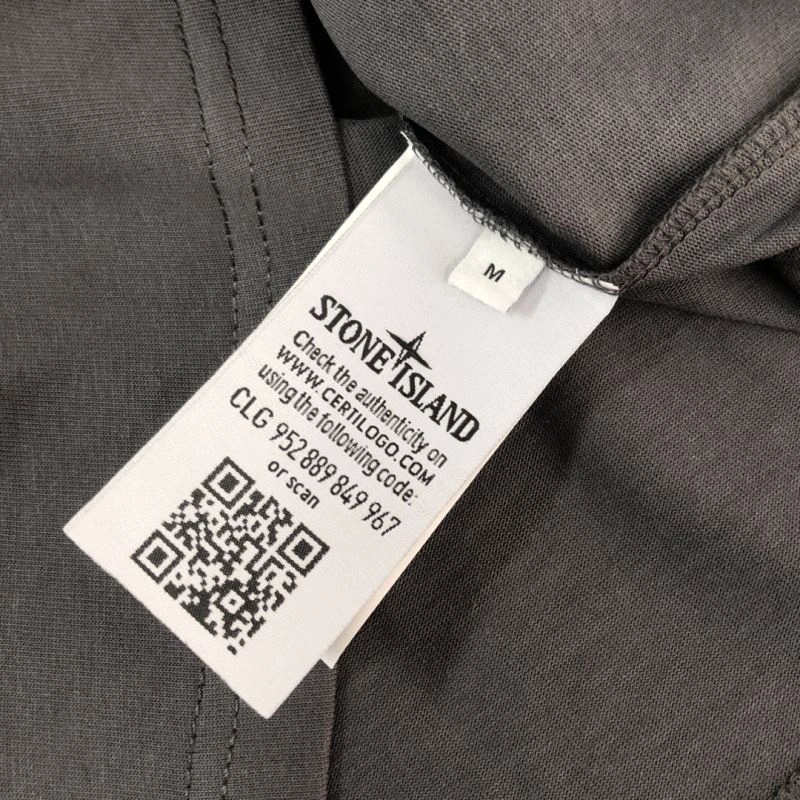 M
STONE ISLAND
Check the authenticity on
WWW.CERTILOGO.COM
using the following code:
CLG 952 889 849 967
or scan